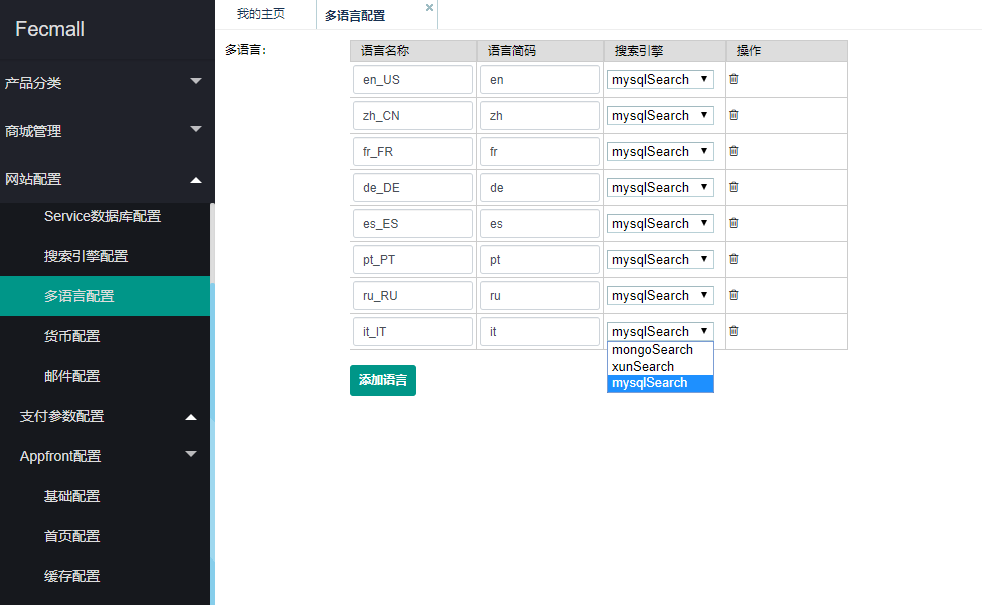 Fecmall
产品分类
商城管理
网站配置
Service数据库配置
搜索引擎配置
多语言配置
货币配置
邮件配置
支付参数配置
Appfront配置
基础配置
首页配置
缓存配置
我的主页 多语言配置
多语言： 语言名称 语言简码 搜索引擎 操作
en_US en mysqlSearch
zh_CN zh mysqlSearch
fr_FR fr mysqlSearch
de_DE de mysqlSearch
es_ES es mysqlSearch
pt_PT pt mysqlSearch
ru_RU ru mysqlSearch
it_IT it mysqlSearch
mongoSearch
xunSearch
mysqlSearch
添加语言